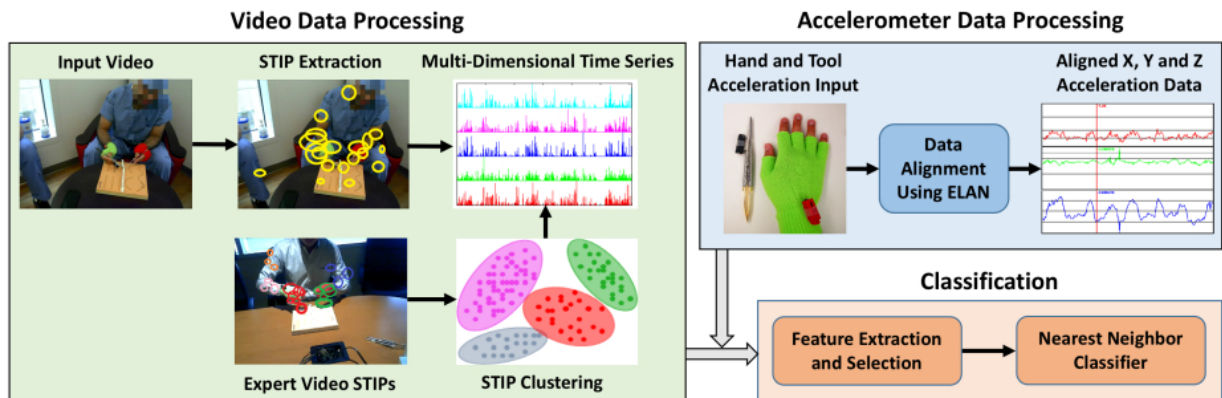 Video Data Processing
Accelerometer Data Processing
Input Video
STIP Extraction
Multi-Dimensional Time Series
Hand and Tool
Acceleration Input
Aligned X, Y and Z
Acceleration Data
Data
Alignment
Using ELAN
Expert Video STIPs
STIP Clustering
Classification
Feature Extraction
and Selection
Nearest Neighbor
Classifier